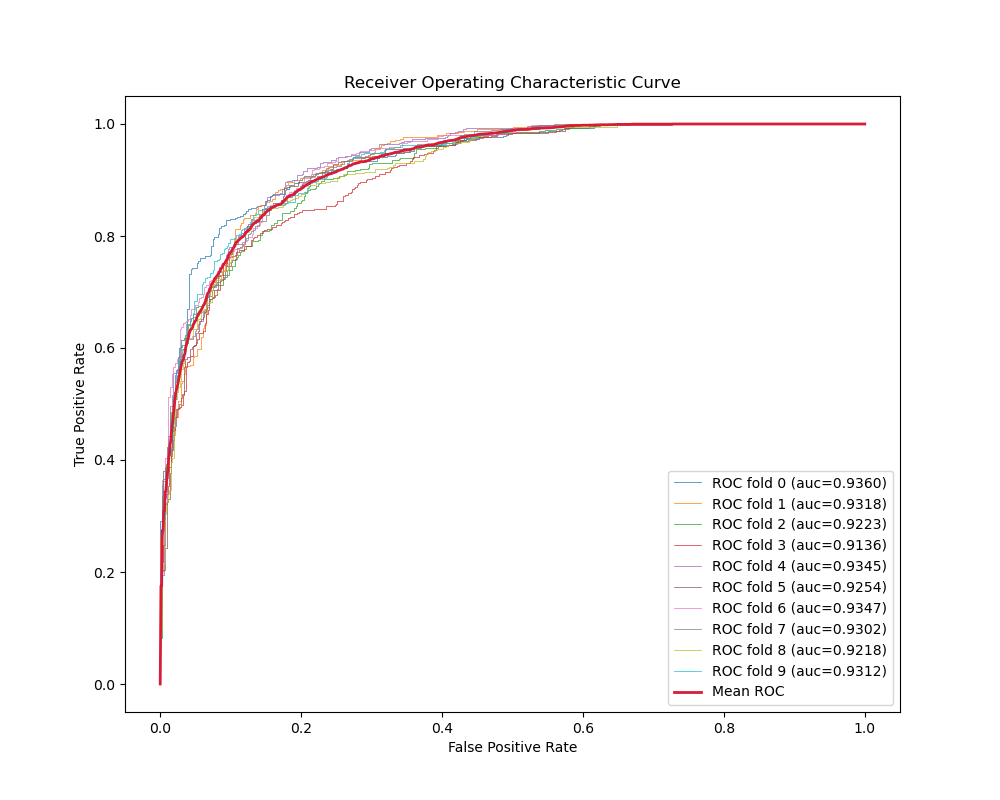 Receiver Operating Characteristic Curve
True Positive Rate
1.0
0.8
0.6
0.4
0.2
0.0
ROC fold 0 (auc=0.9360)
ROC fold 1 (auc=0.9318)
ROC fold 2 (auc=0.9223)
ROC fold 3 (auc=0.9136)
ROC fold 4 (auc=0.9345)
ROC fold 5 (auc=0.9254)
ROC fold 6 (auc=0.9347)
ROC fold 7 (auc=0.9302)
ROC fold 8 (auc=0.9218)
ROC fold 9 (auc=0.9312)
Mean ROC
0.0 0.2 0.4 0.6 0.8 1.0
False Positive Rate